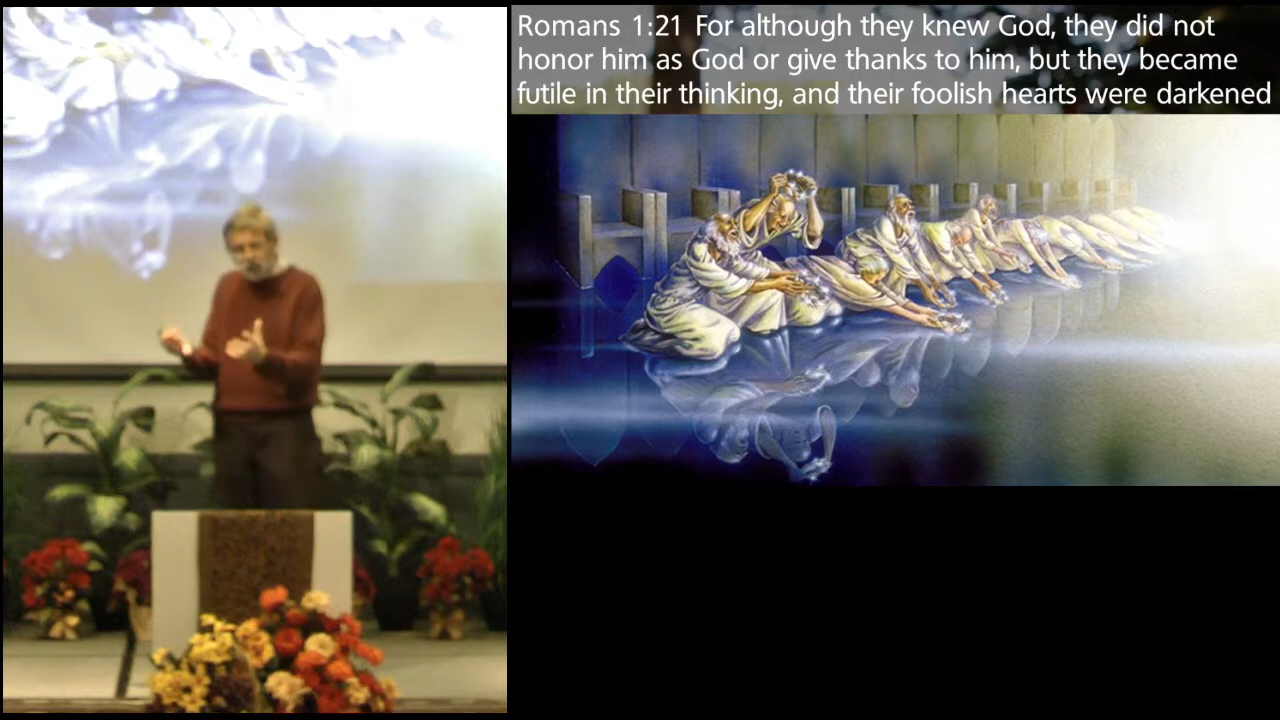 Romans 1:21 For although they knew God, they did not
honor him as God or give thanks to him, but they became
futile in their thinking, and their foolish hearts were darkened